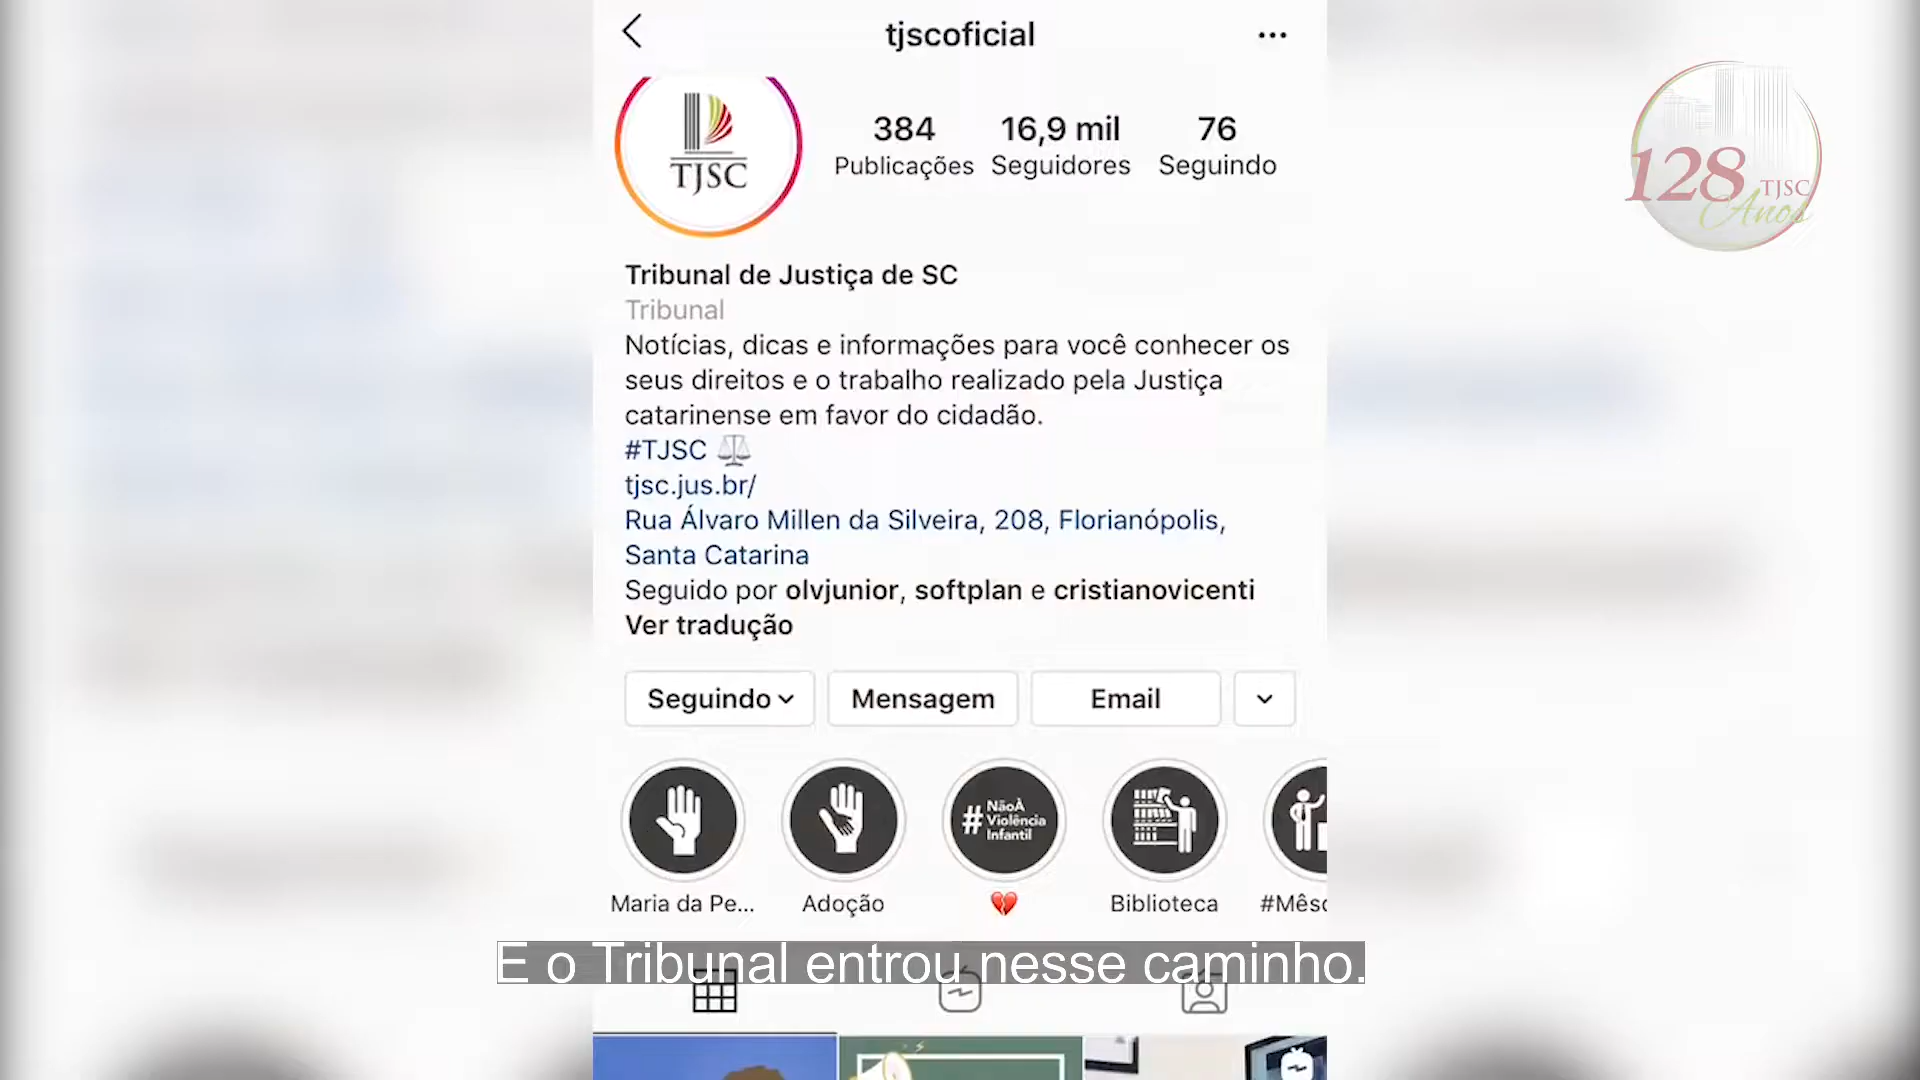 tjscoficial
TJSC
384
Publicações
16,9 mil
Seguidores
76
Seguindo
128 TJSC
Anos
Tribunal de Justiça de SC
Tribunal
Notícias, dicas e informações para você conhecer os
seus direitos e o trabalho realizado pela Justiça
catarinense em favor do cidadão.
#TJSC ⚖️
tjsc.jus.br/
Rua Álvaro Millen da Silveira, 208, Florianópolis,
Santa Catarina
Seguido por olvjunior, softplan e cristianovicenti
Ver tradução
Seguindo
Mensagem
Email
# NãoÀ
Violência
Infantil
Maria da Pe...
Adoção
💔
Biblioteca
E o Tribunal entrou nesse caminho.